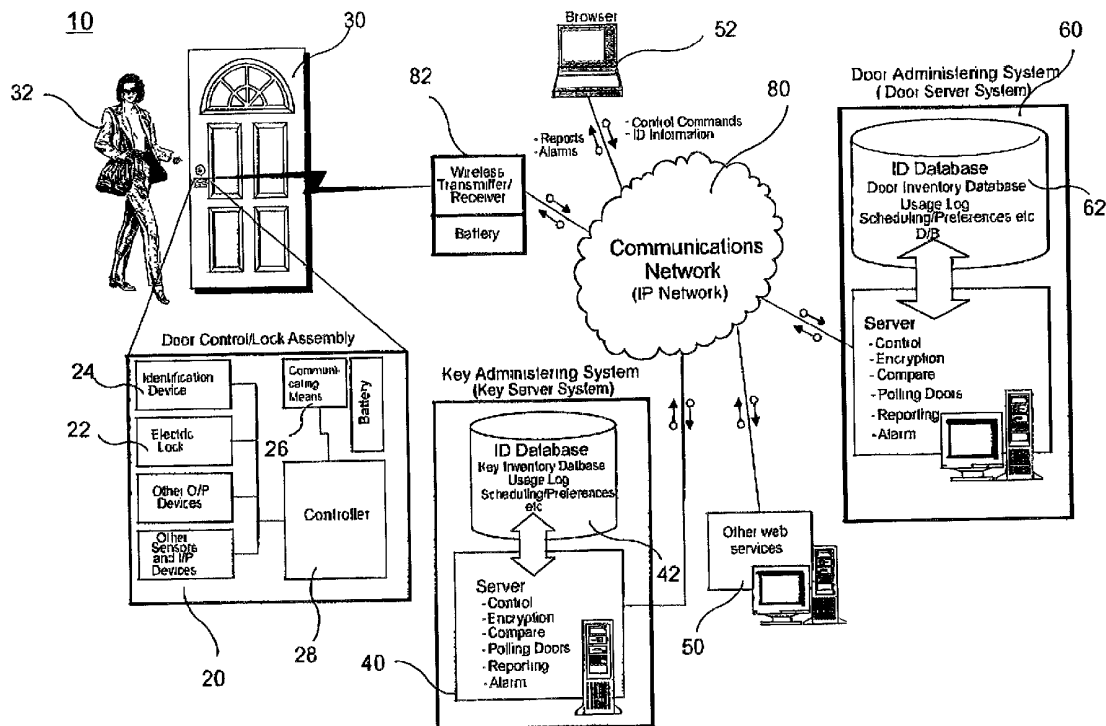 10
30
32
82
Browser
52
80
60
Door Administering System
( Door Server System)
ID Database
Door Inventory Database
Usage Log
Scheduling/Preferences etc
D/B
62
Server
-Control
-Encryption
-Compare
-Polling Doors
-Reporting
-Alarm
-Reports
-Alarms
-Control Commands
-ID Information
Wireless
Transmitter/
Receiver
Battery
Communications
Network
(IP Network)
Door Control/Lock Assembly
24
Identification
Device
22
Electric
Lock
Other O/P
Devices
Other
Sensors
and I/P
Devices
Communi-
cating
Means
26
Battery
Controller
20
28
Key Administering System
(Key Server System)
ID Database
Key Inventory Datbase
Usage Log
Scheduling/Preferences
etc
42
Server
-Control
-Encryption
-Compare
-Polling Doors
-Reporting
-Alarm
40
Other web
services
50